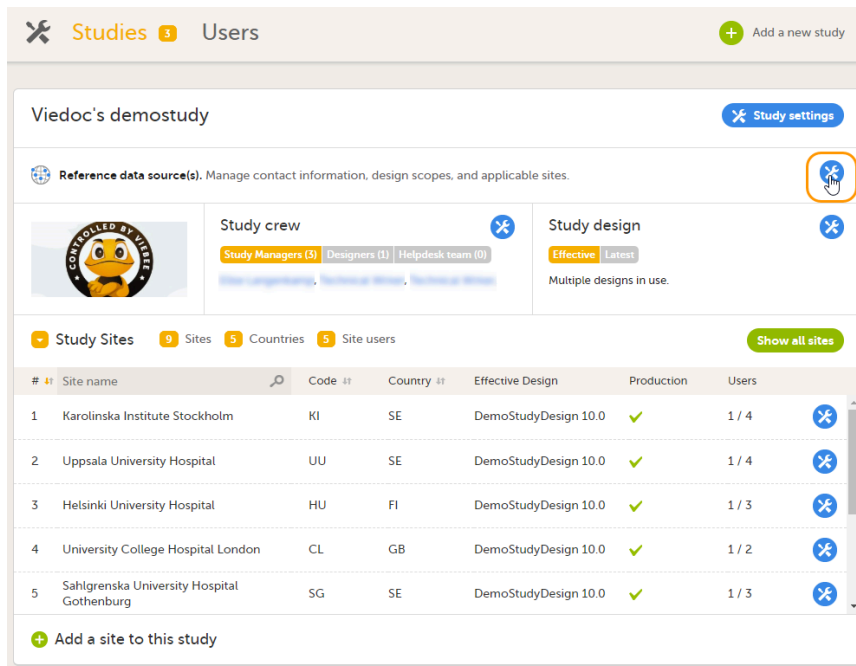 Studies 3 Users
Add a new study
Viedoc's demostudy
Study settings
Reference data source(s). Manage contact information, design scopes, and applicable sites.
CONTROLLED BY VIEBEE
Study crew
Study Managers (3) Designers (1) Helpdesk team (0)
Study design
Effective Latest
Multiple designs in use.
Study Sites 9 Sites 5 Countries 5 Site users
Show all sites
# Site name Code Country Effective Design Production Users
1 Karolinska Institute Stockholm KI SE DemoStudyDesign 10.0 1 / 4
2 Uppsala University Hospital UU SE DemoStudyDesign 10.0 1 / 4
3 Helsinki University Hospital HU FI DemoStudyDesign 10.0 1 / 3
4 University College Hospital London CL GB DemoStudyDesign 10.0 1 / 2
5 Sahlgrenska University Hospital
Gothenburg SG SE DemoStudyDesign 10.0 1 / 3
Add a site to this study